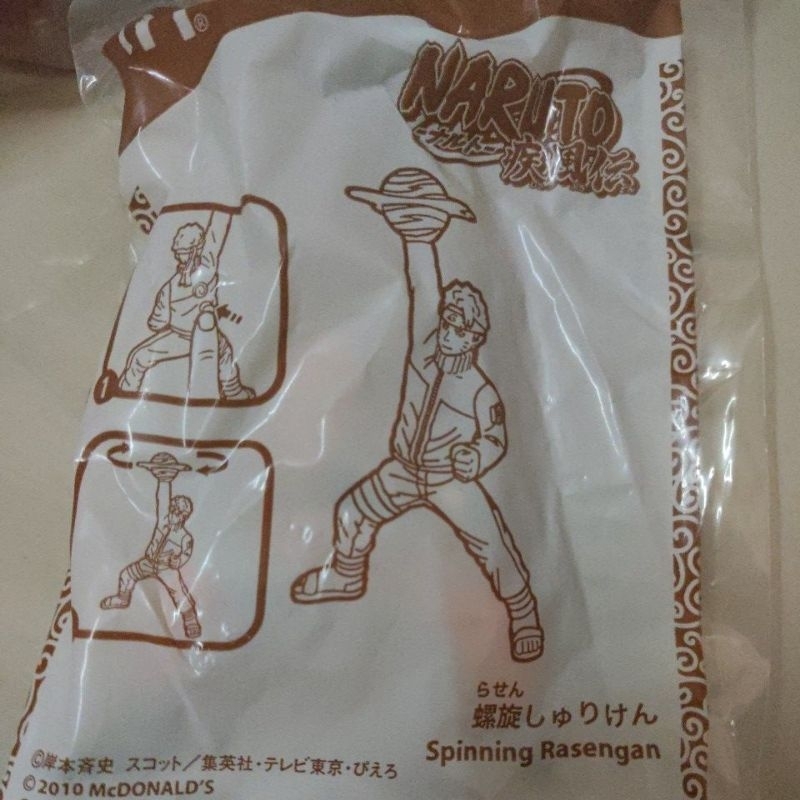 ®
NARUTO
-ナルト-
疾風伝
1
らせん
螺旋しゅりけん
Spinning Rasengan
©岸本斉史 スコット／集英社・テレビ東京・ぴえろ
©2010 McDONALD'S